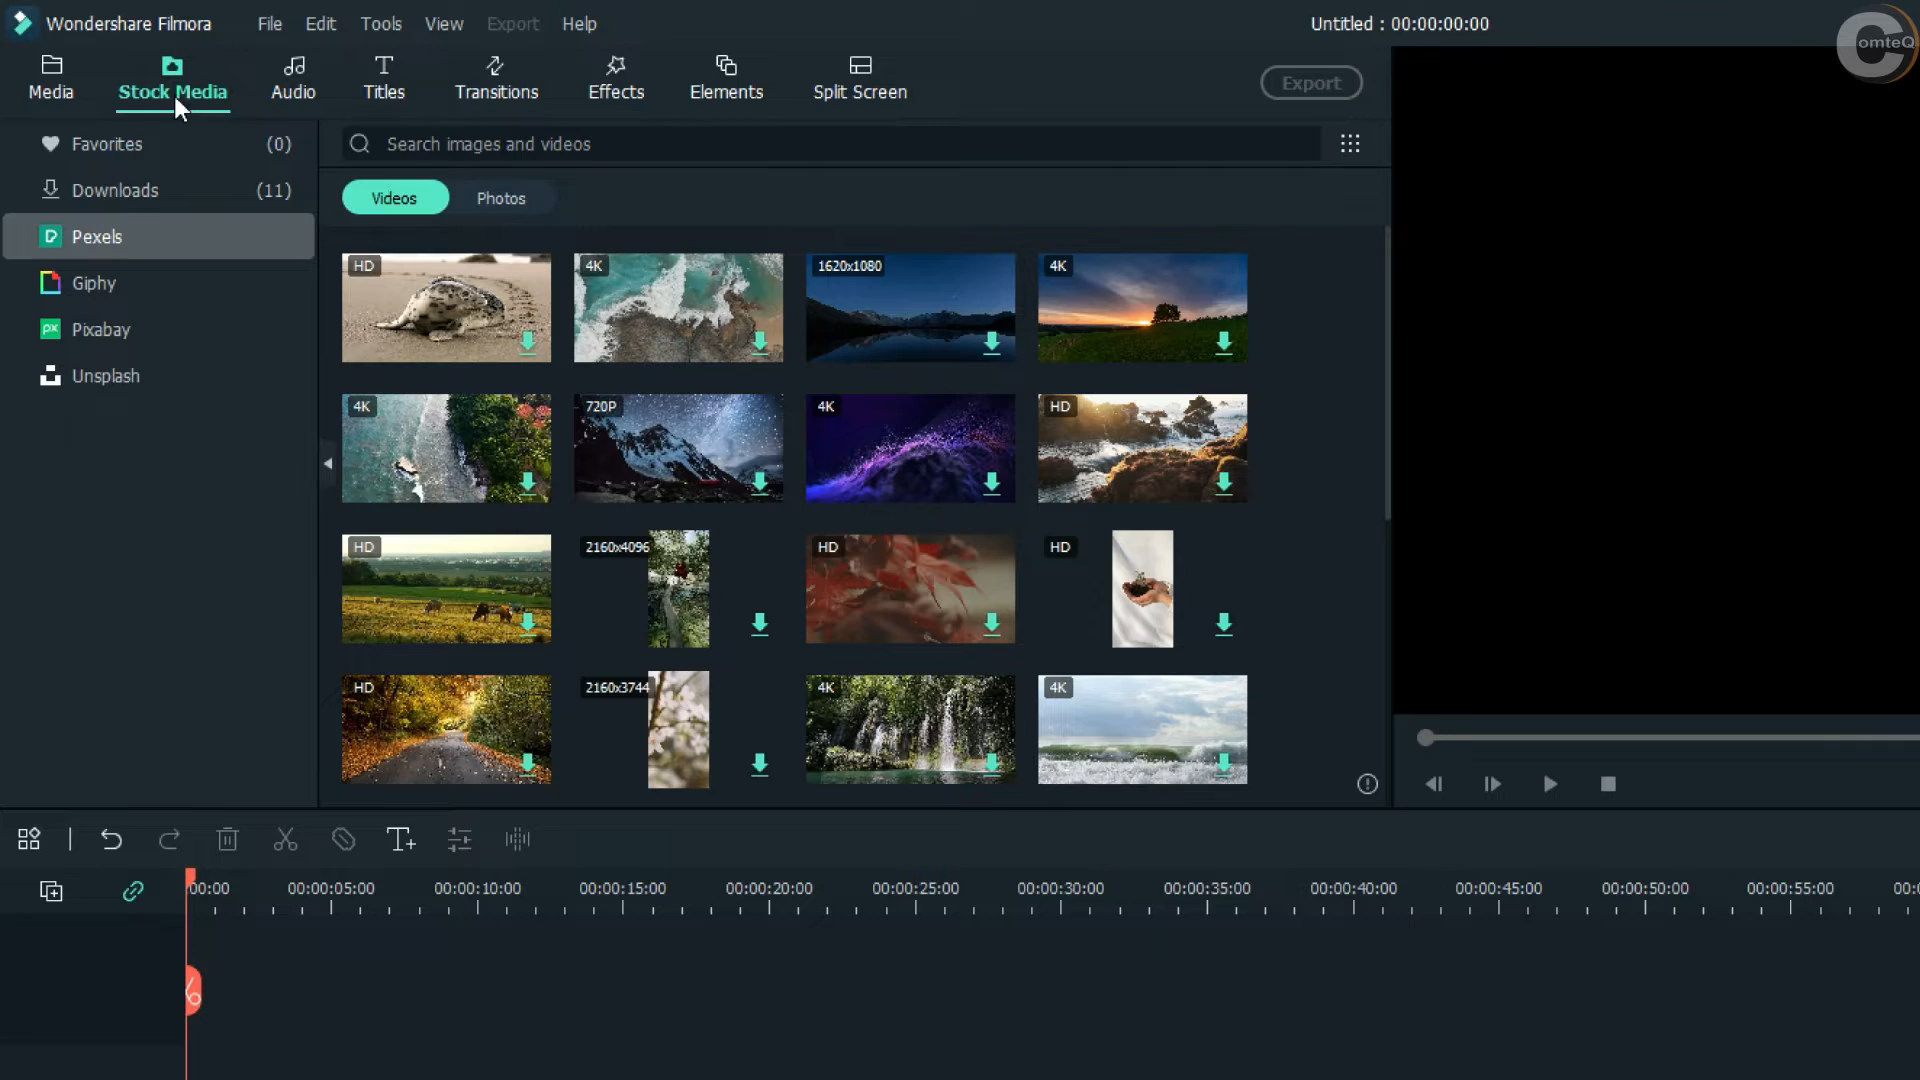 Wondershare Filmora File Edit Tools View Export Help Untitled : 00:00:00:00
ComteQ
Media Stock Media Audio Titles Transitions Effects Elements Split Screen Export
Favorites (0)
Downloads (11)
Pexels
Giphy
Pixabay
Unsplash
Search images and videos
Videos Photos
HD 4K 1620x1080 4K
4K 720P 4K HD
HD 2160x4096 HD HD
HD 2160x3744 4K 4K
00:00 00:00:05:00 00:00:10:00 00:00:15:00 00:00:20:00 00:00:25:00 00:00:30:00 00:00:35:00 00:00:40:00 00:00:45:00 00:00:50:00 00:00:55:00 00:0